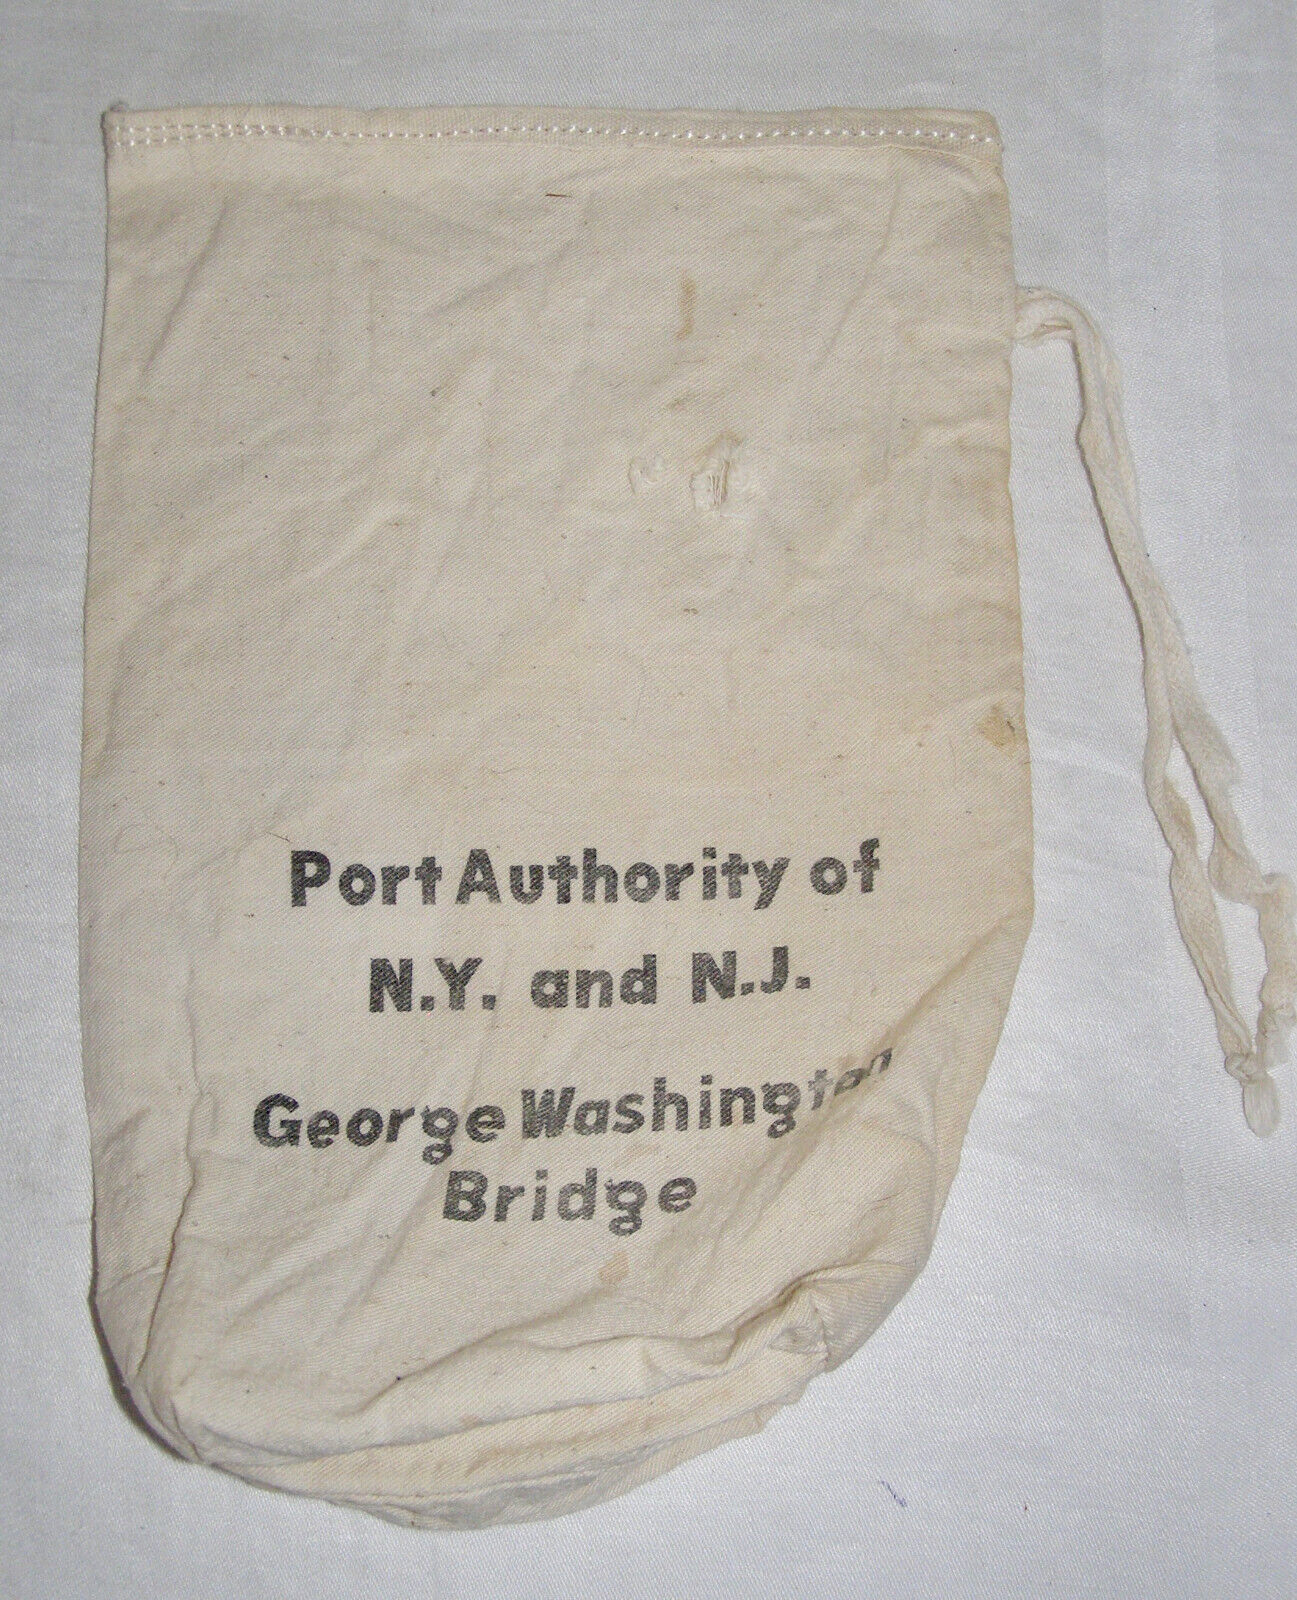 Port Authority of
N.Y. and N.J.
George Washington
Bridge